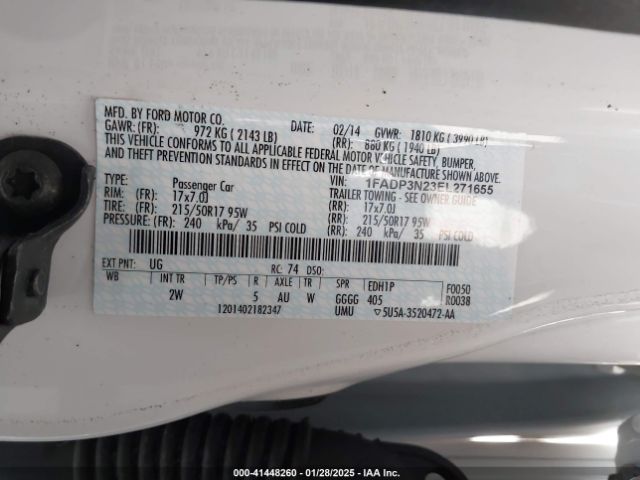 MFD. BY FORD MOTOR CO.
DATE: 02/14 GVWR: 1810 KG ( 3990 LB)
GAWR: (FR): 972 KG ( 2143 LB) (RR): 880 KG ( 1940 LB)
THIS VEHICLE CONFORMS TO ALL APPLICABLE FEDERAL MOTOR VEHICLE SAFETY, BUMPER,
AND THEFT PREVENTION STANDARDS IN EFFECT ON THE DATE OF MANUFACTURE SHOWN ABOVE.
VIN: 1FADP3N23EL271655
TYPE: Passenger Car TRAILER TOWING - SEE OWNER GUIDE
RIM: (FR): 17x7.0J (RR): 17x7.0J
TIRE: (FR): 215/50R17 95W (RR): 215/50R17 95W
PRESSURE: (FR): 240 kPa/ 35 PSI COLD (RR): 240 kPa/ 35 PSI COLD
EXT PNT: UG RC: 74 DSO:
WB INT TR TP/PS R AXLE TR SPR EDH1P F0050
2W 5 AU W GGGG 405 R0038
1201402182347 UMU ▽5U5A-3520472-AA
000-41448260 - 01/28/2025 - IAA Inc.